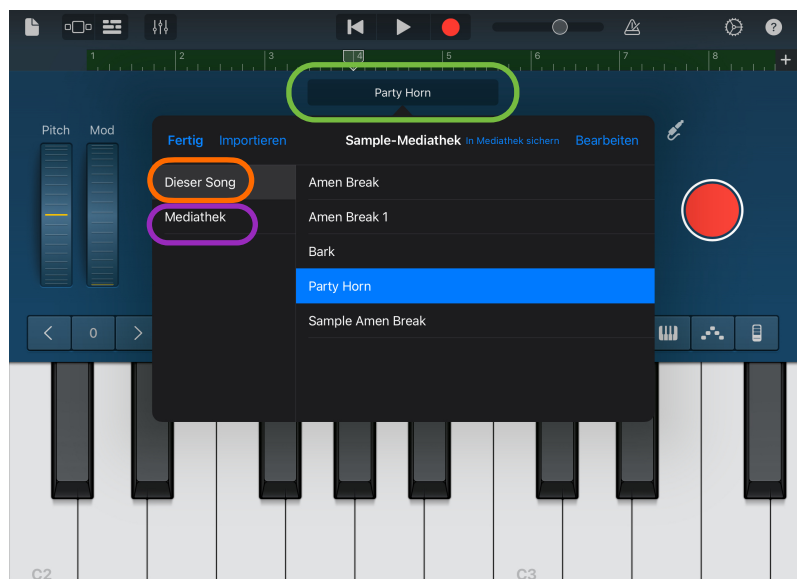 ?
1 2 3 4 5 6 7 8
+
Party Horn
Pitch Mod
Fertig Importieren Sample-Mediathek In Mediathek sichern Bearbeiten
Dieser Song Amen Break
Mediathek Amen Break 1
Bark
Party Horn
Sample Amen Break
0
C2 C3